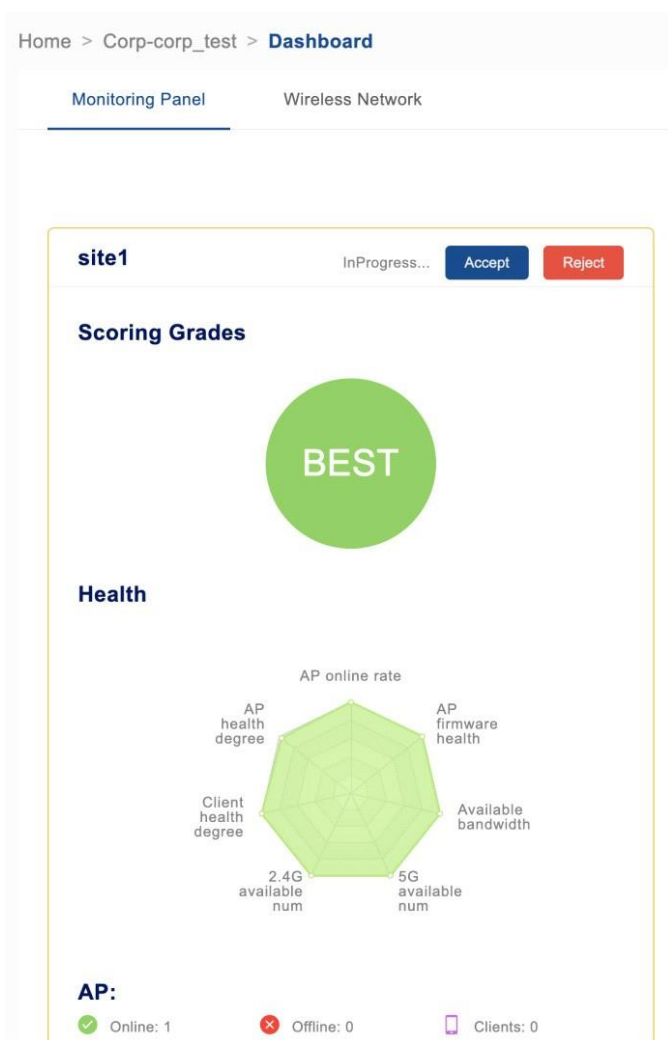 Home > Corp-corp_test > Dashboard
Monitoring Panel Wireless Network
site1 InProgress... Accept Reject
Scoring Grades
BEST
Health
AP online rate
AP
health
degree
AP
firmware
health
Client
health
degree
Available
bandwidth
2.4G
available
num
5G
available
num
AP:
Online: 1 Offline: 0 Clients: 0